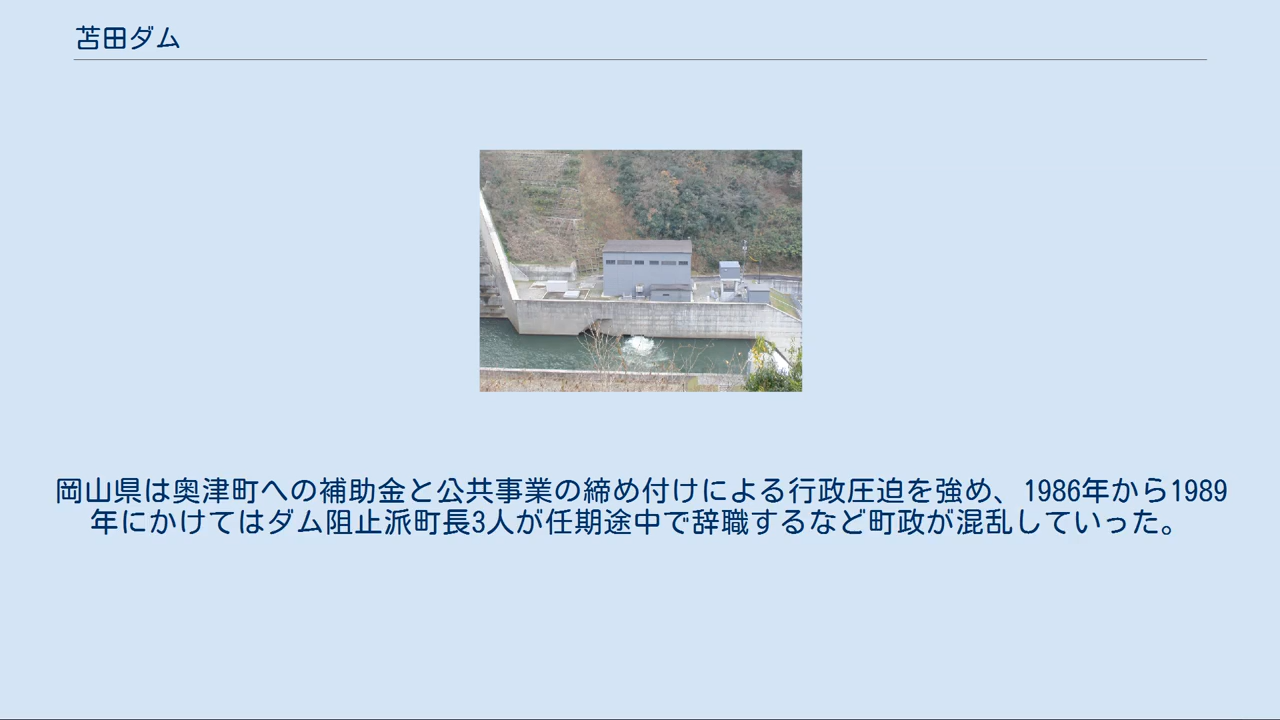 苫田ダム
岡山県は奥津町への補助金と公共事業の締め付けによる行政圧迫を強め、1986年から1989
年にかけてはダム阻止派町長3人が任期途中で辞職するなど町政が混乱していった。